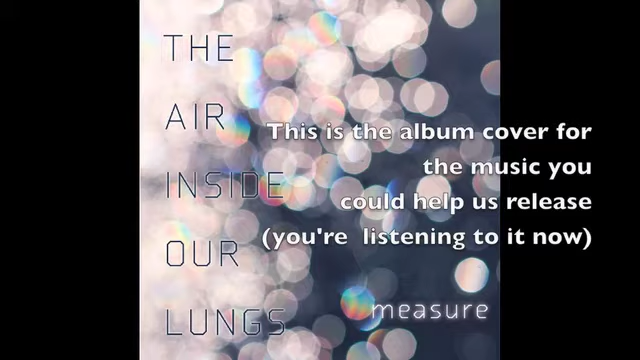 THE
AIR
INSIDE
OUR
LUNGS
This is the album cover for
the music you
could help us release
(you're  listening to it now)
measure